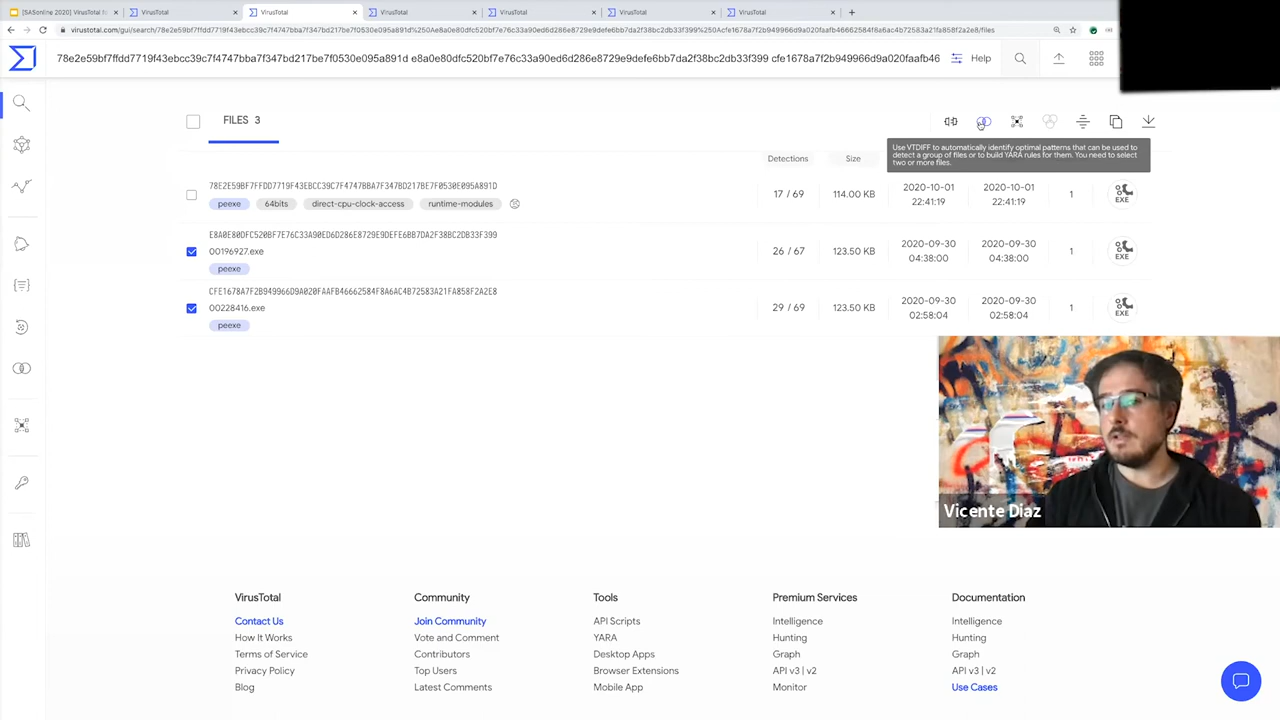 [SASonline 2020] VirusTotal fo
VirusTotal
VirusTotal
VirusTotal
VirusTotal
VirusTotal
VirusTotal
virustotal.com/gui/search/78e2e59bf7ffdd7719f43ebcc39c7f4747bba7f347bd217be7f0530e095a891d%250Ae8a0e80dfc520bf7e76c33a90ed6d286e8729e9defe6bb7da2f38bc2db33f399%250Acfe1678a7f2b949966d9a020faafb46662584f8a6ac4b72583a21fa858f2a2e8/files
78e2e59bf7ffdd7719f43ebcc39c7f4747bba7f347bd217be7f0530e095a891d e8a0e80dfc520bf7e76c33a90ed6d286e8729e9defe6bb7da2f38bc2db33f399 cfe1678a7f2b949966d9a020faafb46
Help
FILES 3
Use VTDIFF to automatically identify optimal patterns that can be used to
detect a group of files or to build YARA rules for them. You need to select
two or more files.
Detections
Size
78E2E59BF7FFDD7719F43EBCC39C7F4747BBA7F347BD217BE7F0530E095A891D
peexe 64bits direct-cpu-clock-access runtime-modules
17 / 69
114.00 KB
2020-10-01
22:41:19
2020-10-01
22:41:19
1
EXE
E8A0E80DFC520BF7E76C33A90ED6D286E8729E9DEFE6BB7DA2F38BC2DB33F399
00196927.exe
peexe
26 / 67
123.50 KB
2020-09-30
04:38:00
2020-09-30
04:38:00
1
EXE
CFE1678A7F2B949966D9A020FAAFB46662584F8A6AC4B72583A21FA858F2A2E8
00228416.exe
peexe
29 / 69
123.50 KB
2020-09-30
02:58:04
2020-09-30
02:58:04
1
EXE
Vicente Diaz
VirusTotal
Contact Us
How It Works
Terms of Service
Privacy Policy
Blog
Community
Join Community
Vote and Comment
Contributors
Top Users
Latest Comments
Tools
API Scripts
YARA
Desktop Apps
Browser Extensions
Mobile App
Premium Services
Intelligence
Hunting
Graph
API v3 | v2
Monitor
Documentation
Intelligence
Hunting
Graph
API v3 | v2
Use Cases